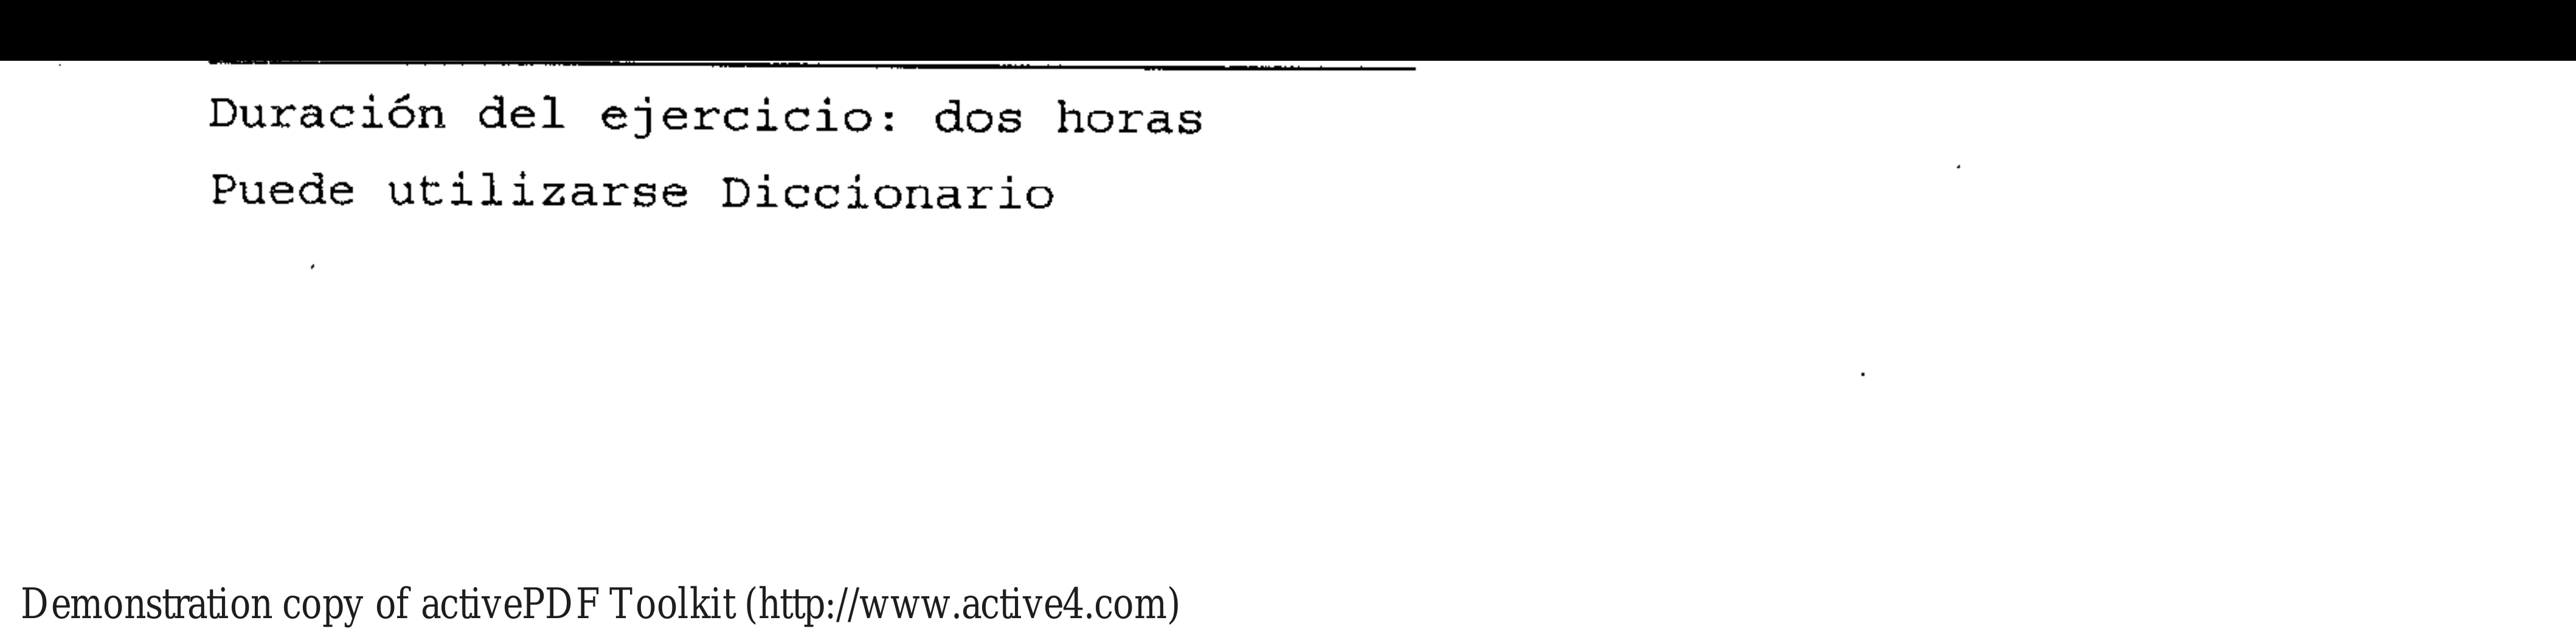 Duración del ejercicio: dos horas
Puede utilizarse Diccionario
Demonstration copy of activePDF Toolkit (http://www.active4.com)